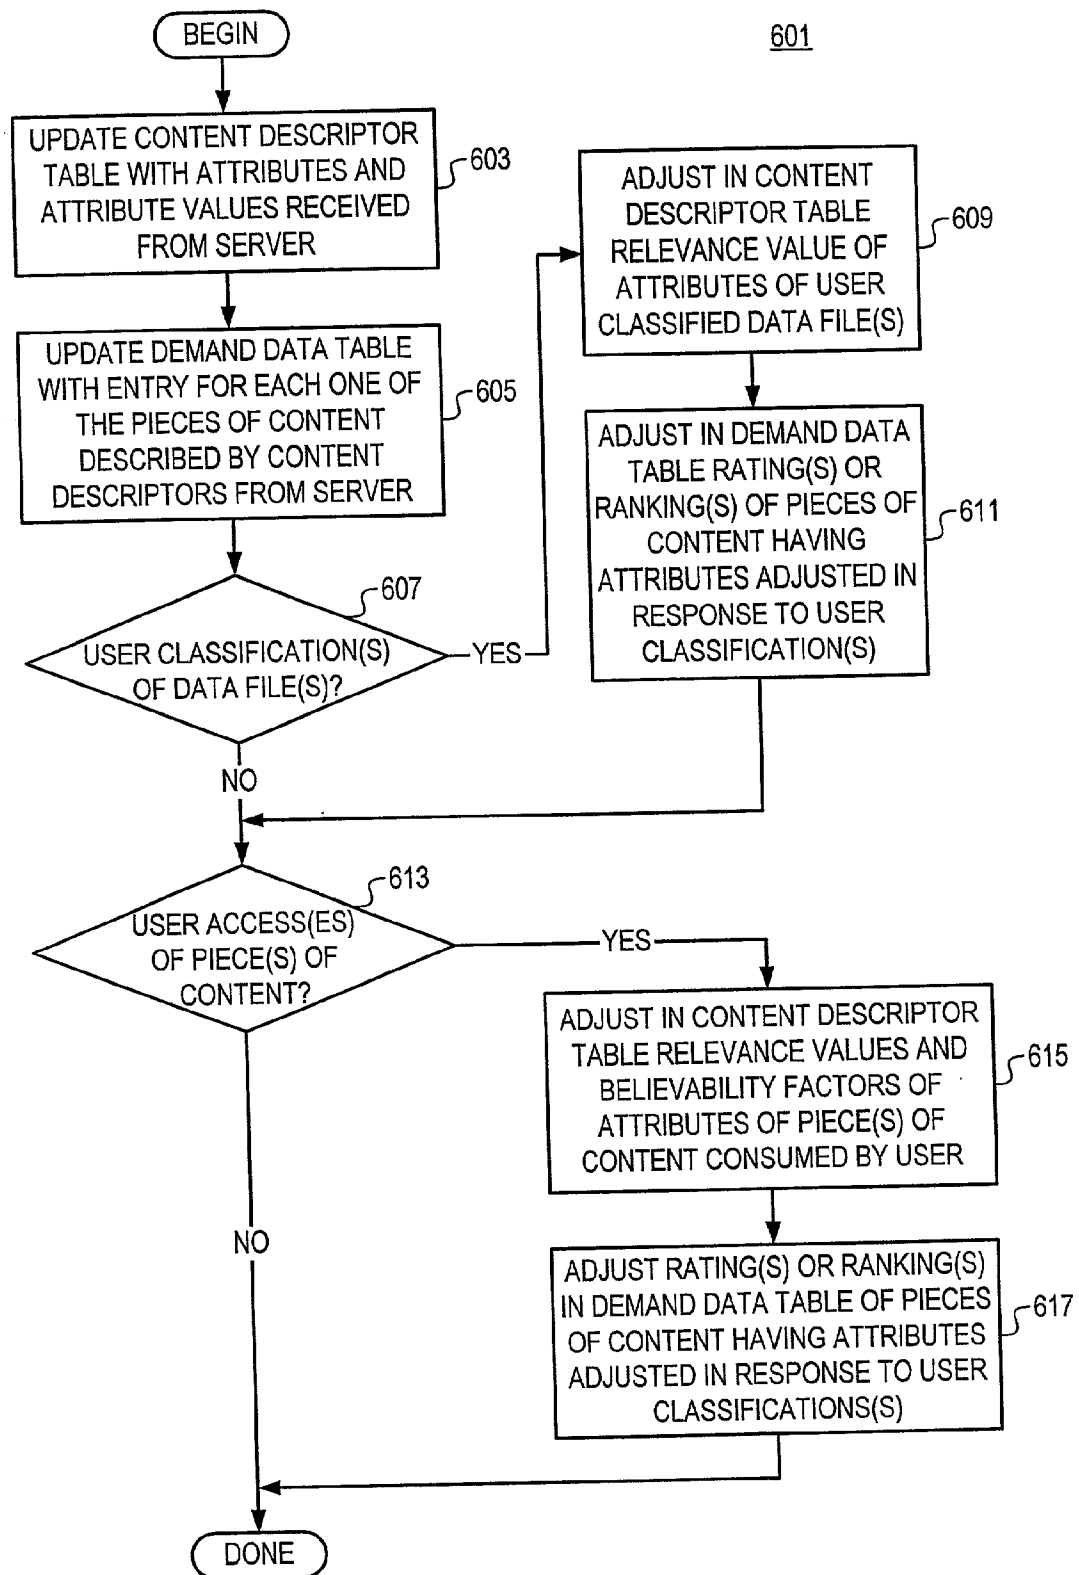 BEGIN
601
UPDATE CONTENT DESCRIPTOR
TABLE WITH ATTRIBUTES AND
ATTRIBUTE VALUES RECEIVED
FROM SERVER
603
UPDATE DEMAND DATA TABLE
WITH ENTRY FOR EACH ONE OF
THE PIECES OF CONTENT
DESCRIBED BY CONTENT
DESCRIPTORS FROM SERVER
605
607
USER CLASSIFICATION(S)
OF DATA FILE(S)?
YES
NO
ADJUST IN CONTENT
DESCRIPTOR TABLE
RELEVANCE VALUE OF
ATTRIBUTES OF USER
CLASSIFIED DATA FILE(S)
609
ADJUST IN DEMAND DATA
TABLE RATING(S) OR
RANKING(S) OF PIECES OF
CONTENT HAVING
ATTRIBUTES ADJUSTED IN
RESPONSE TO USER
CLASSIFICATION(S)
611
613
USER ACCESS(ES)
OF PIECE(S) OF
CONTENT?
YES
NO
ADJUST IN CONTENT DESCRIPTOR
TABLE RELEVANCE VALUES AND
BELIEVABILITY FACTORS OF
ATTRIBUTES OF PIECE(S) OF
CONTENT CONSUMED BY USER
615
ADJUST RATING(S) OR RANKING(S)
IN DEMAND DATA TABLE OF PIECES
OF CONTENT HAVING ATTRIBUTES
ADJUSTED IN RESPONSE TO USER
CLASSIFICATIONS(S)
617
DONE